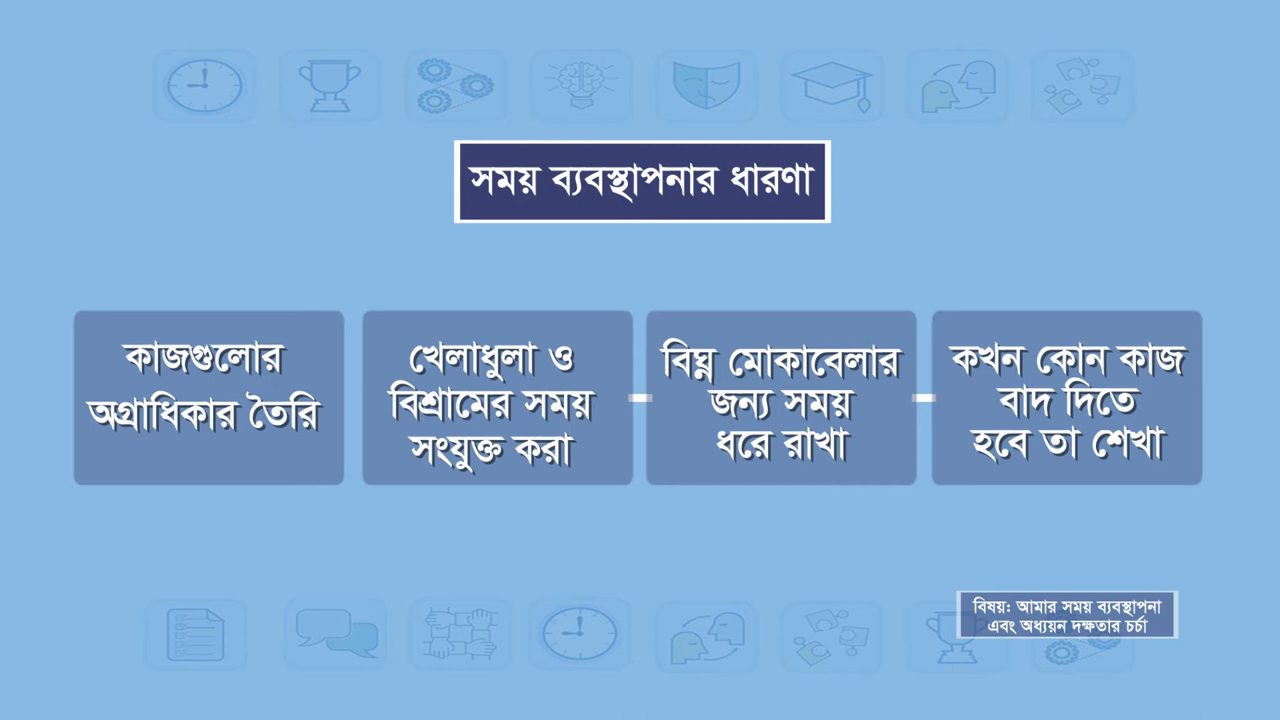 সময় ব্যবস্থাপনার ধারণা
কাজগুলোর
অগ্রাধিকার তৈরি
খেলাধুলা ও
বিশ্রামের সময়
সংযুক্ত করা
বিঘ্ন মোকাবেলার
জন্য সময়
ধরে রাখা
কখন কোন কাজ
বাদ দিতে
হবে তা শেখা
বিষয়: আমার সময় ব্যবস্থাপনা
এবং অধ্যয়ন দক্ষতার চর্চা